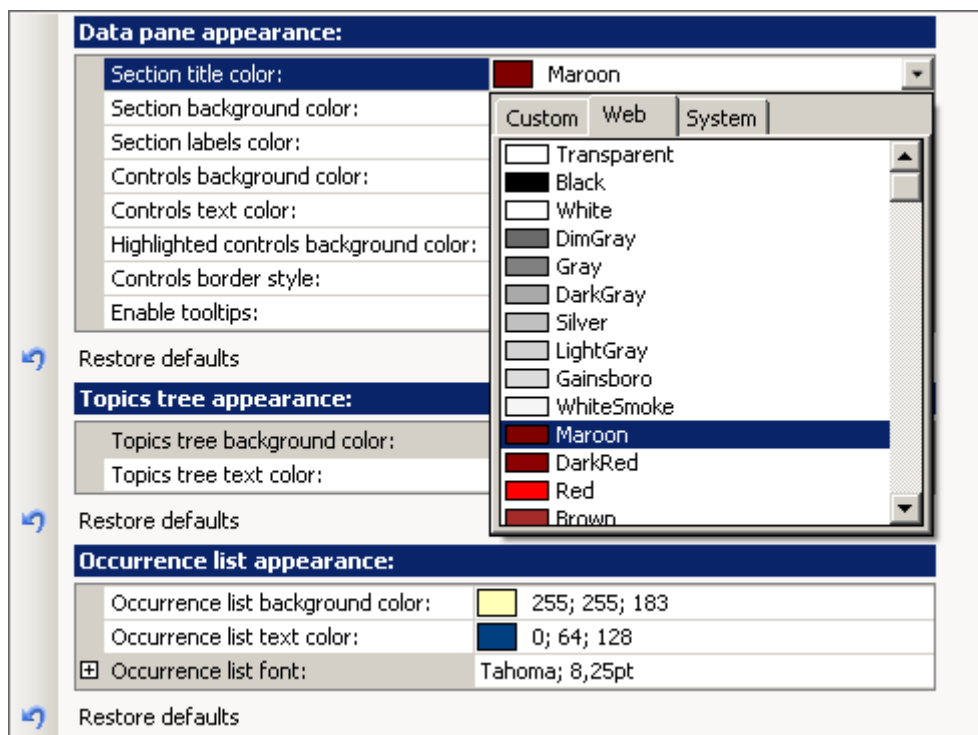 Data pane appearance:
Section title color: Maroon
Section background color:
Section labels color:
Controls background color:
Controls text color:
Highlighted controls background color:
Controls border style:
Enable tooltips:
Custom Web System
Transparent
Black
White
DimGray
Gray
DarkGray
Silver
LightGray
Gainsboro
WhiteSmoke
Maroon
DarkRed
Red
Brown
Restore defaults
Topics tree appearance:
Topics tree background color:
Topics tree text color:
Restore defaults
Occurrence list appearance:
Occurrence list background color: 255; 255; 183
Occurrence list text color: 0; 64; 128
Occurrence list font: Tahoma; 8,25pt
Restore defaults